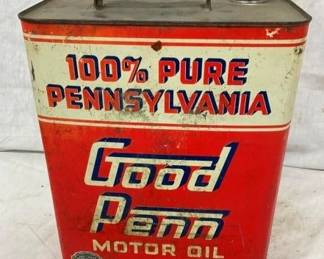 100% PURE
PENNSYLVANIA
Good
Penn
MOTOR OIL